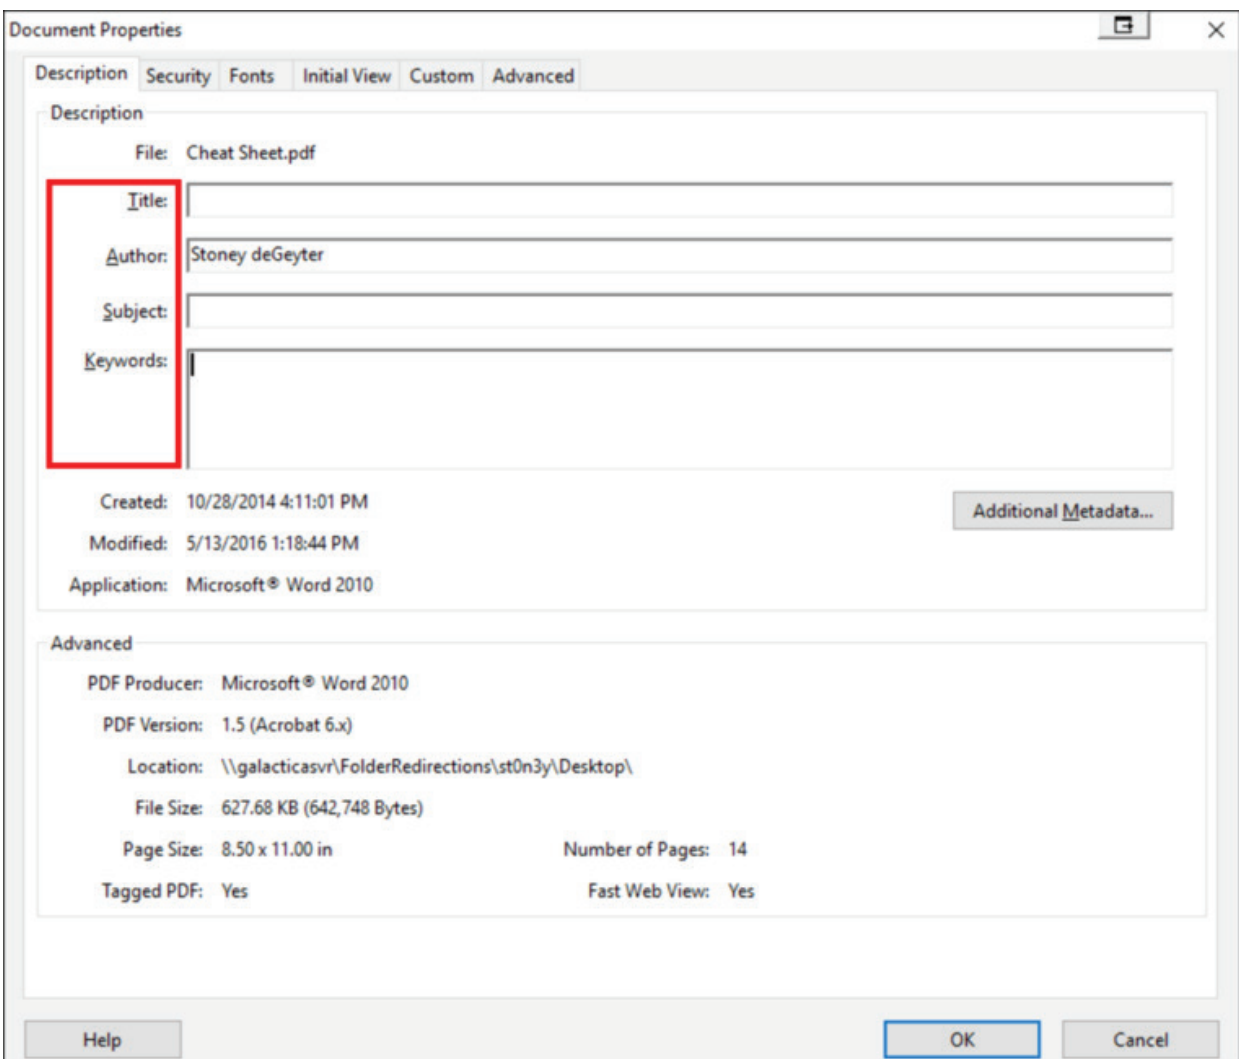 Document Properties
Description Security Fonts Initial View Custom Advanced
Description
File: Cheat Sheet.pdf
Title:
Author: Stoney deGeyter
Subject:
Keywords:
Created: 10/28/2014 4:11:01 PM
Additional Metadata...
Modified: 5/13/2016 1:18:44 PM
Application: Microsoft® Word 2010
Advanced
PDF Producer: Microsoft® Word 2010
PDF Version: 1.5 (Acrobat 6.x)
Location: \\galacticasvr\FolderRedirections\st0n3y\Desktop\
File Size: 627.68 KB (642,748 Bytes)
Page Size: 8.50 x 11.00 in Number of Pages: 14
Tagged PDF: Yes Fast Web View: Yes
Help OK Cancel